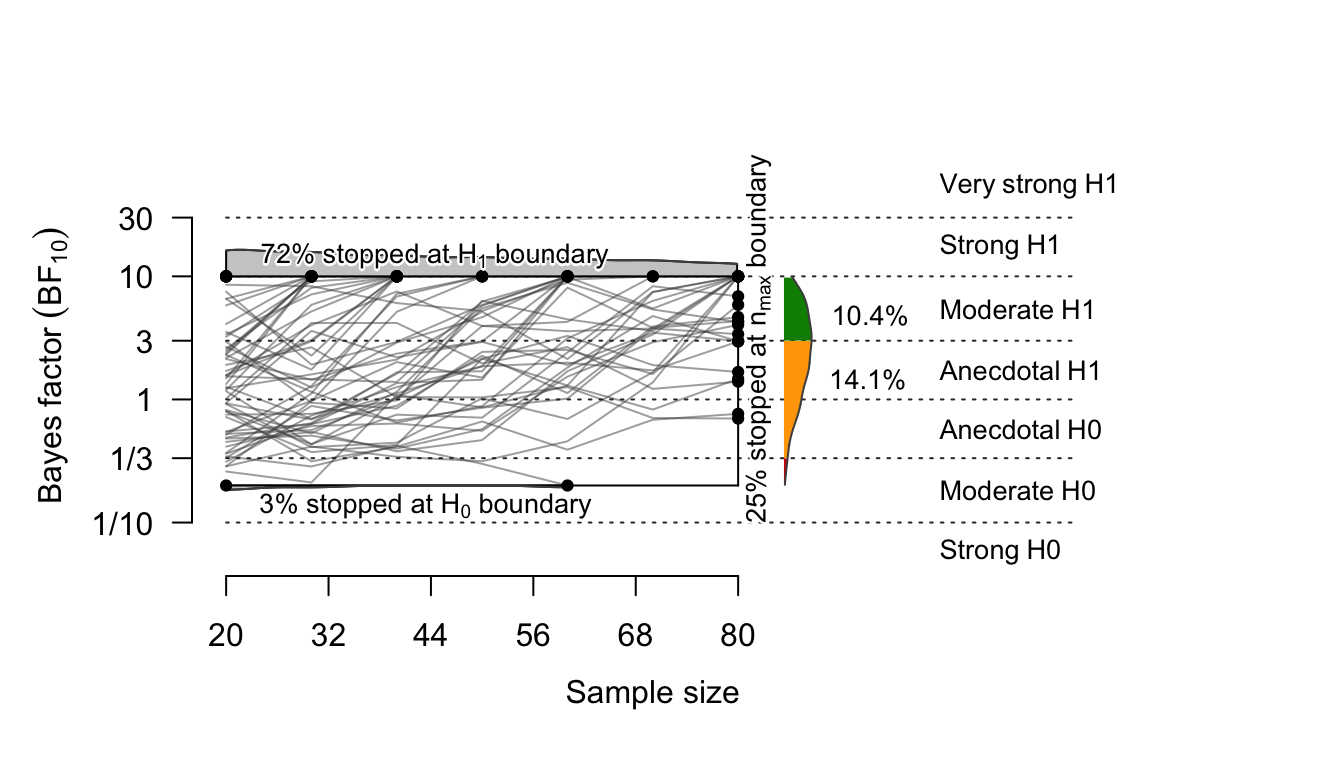 Bayes factor (BF10)
30
10
3
1
1/3
1/10
72% stopped at H1 boundary
3% stopped at H0 boundary
25% stopped at nmax boundary
10.4%
14.1%
Very strong H1
Strong H1
Moderate H1
Anecdotal H1
Anecdotal H0
Moderate H0
Strong H0
20 32 44 56 68 80
Sample size